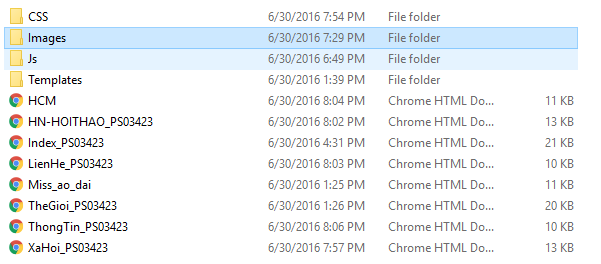 CSS 6/30/2016 7:54 PM File folder
Images 6/30/2016 7:29 PM File folder
Js 6/30/2016 6:49 PM File folder
Templates 6/30/2016 1:39 PM File folder
HCM 6/30/2016 8:04 PM Chrome HTML Do... 11 KB
HN-HOITHAO_PS03423 6/30/2016 8:02 PM Chrome HTML Do... 13 KB
Index_PS03423 6/30/2016 4:31 PM Chrome HTML Do... 21 KB
LienHe_PS03423 6/30/2016 8:03 PM Chrome HTML Do... 10 KB
Miss_ao_dai 6/30/2016 1:25 PM Chrome HTML Do... 11 KB
TheGioi_PS03423 6/30/2016 1:26 PM Chrome HTML Do... 20 KB
ThongTin_PS03423 6/30/2016 8:06 PM Chrome HTML Do... 10 KB
XaHoi_PS03423 6/30/2016 7:57 PM Chrome HTML Do... 13 KB